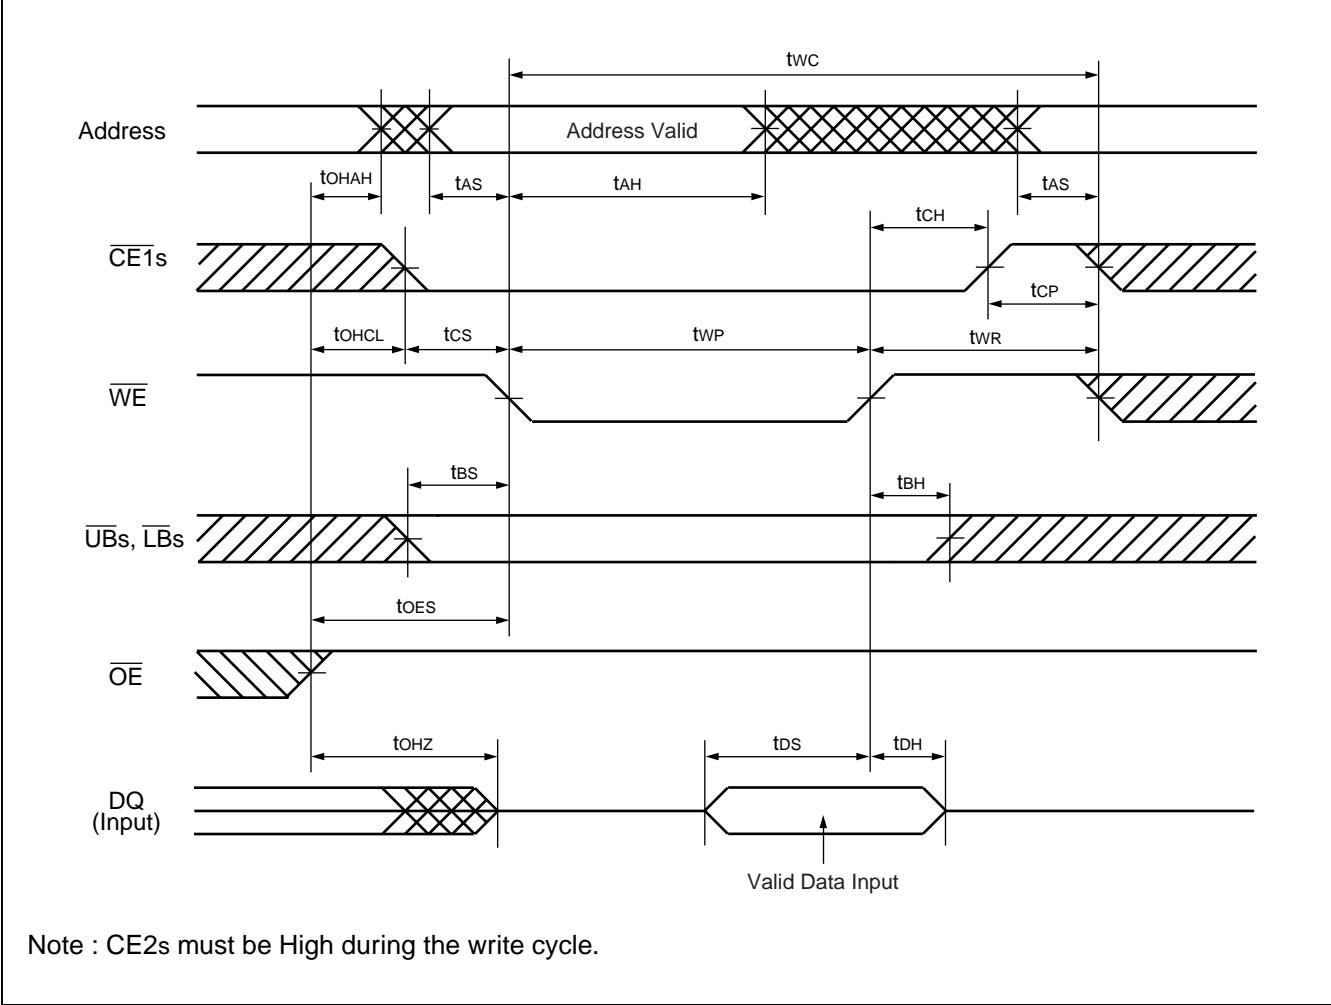 tWC
Address
Address Valid
tOHAH
tAS
tAH
tAS
tCH
CE1s
tCP
tOHCL
tCS
tWP
tWR
WE
tBS
tBH
UBs, LBs
tOES
OE
tOHZ
tDS
tDH
DQ
(Input)
Valid Data Input
Note : CE2s must be High during the write cycle.